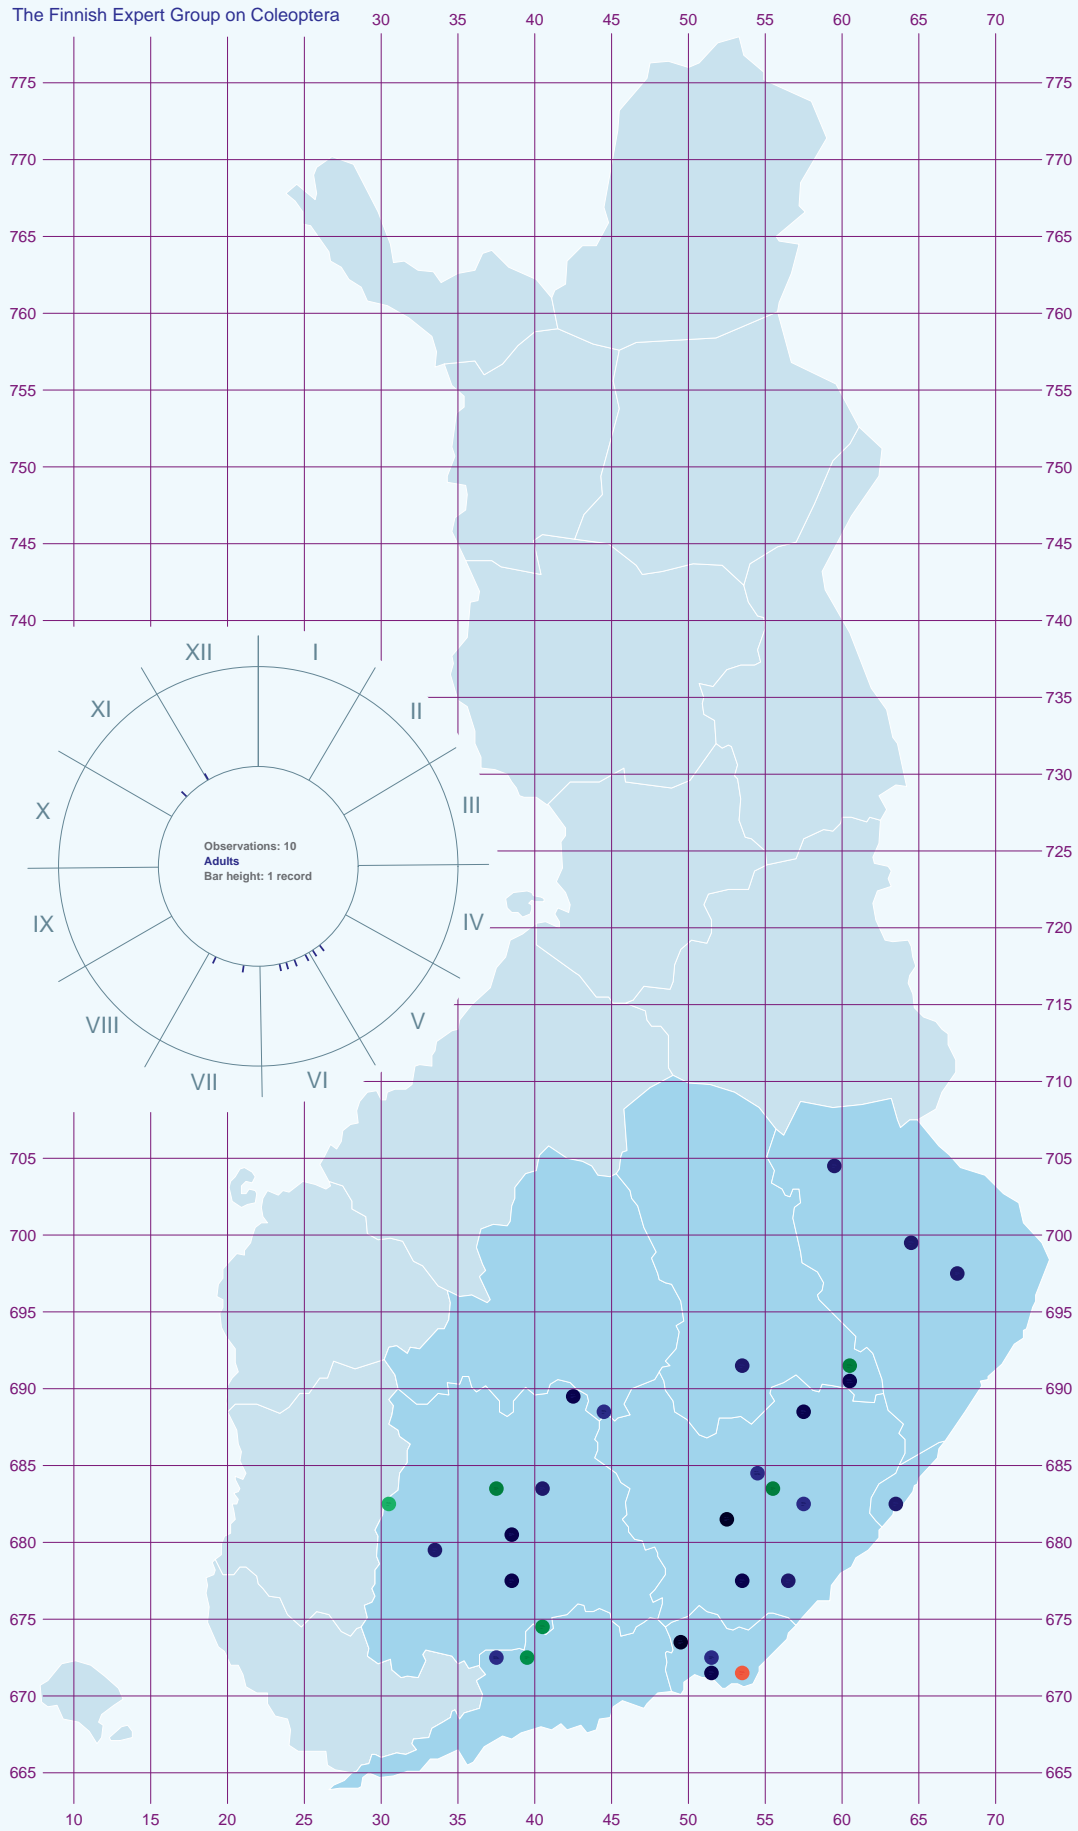 The Finnish Expert Group on Coleoptera
30 35 40 45 50 55 60 65 70
775 775
770 770
765 765
760 760
755 755
750 750
745 745
740 740
XII I
XI II
735
730
X III
Observations: 10
Adults
Bar height: 1 record
725
IX IV
720
VIII V
715
VII VI
710
705 705
700 700
695 695
690 690
685 685
680 680
675 675
670 670
665 665
10 15 20 25 30 35 40 45 50 55 60 65 70